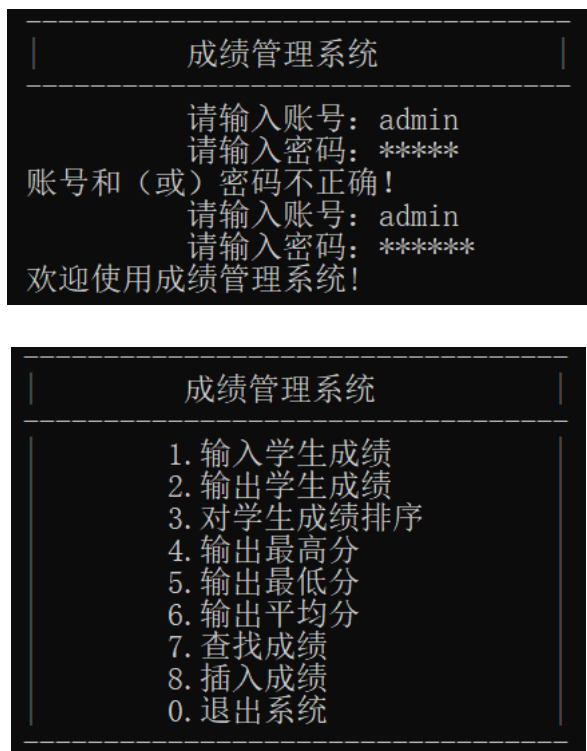 成绩管理系统
请输入账号：admin
请输入密码：*****
账号和（或）密码不正确！
请输入账号：admin
请输入密码：******
欢迎使用成绩管理系统!
成绩管理系统
1.输入学生成绩
2.输出学生成绩
3.对学生成绩排序
4.输出最高分
5.输出最低分
6.输出平均分
7.查找成绩
8.插入成绩
0.退出系统